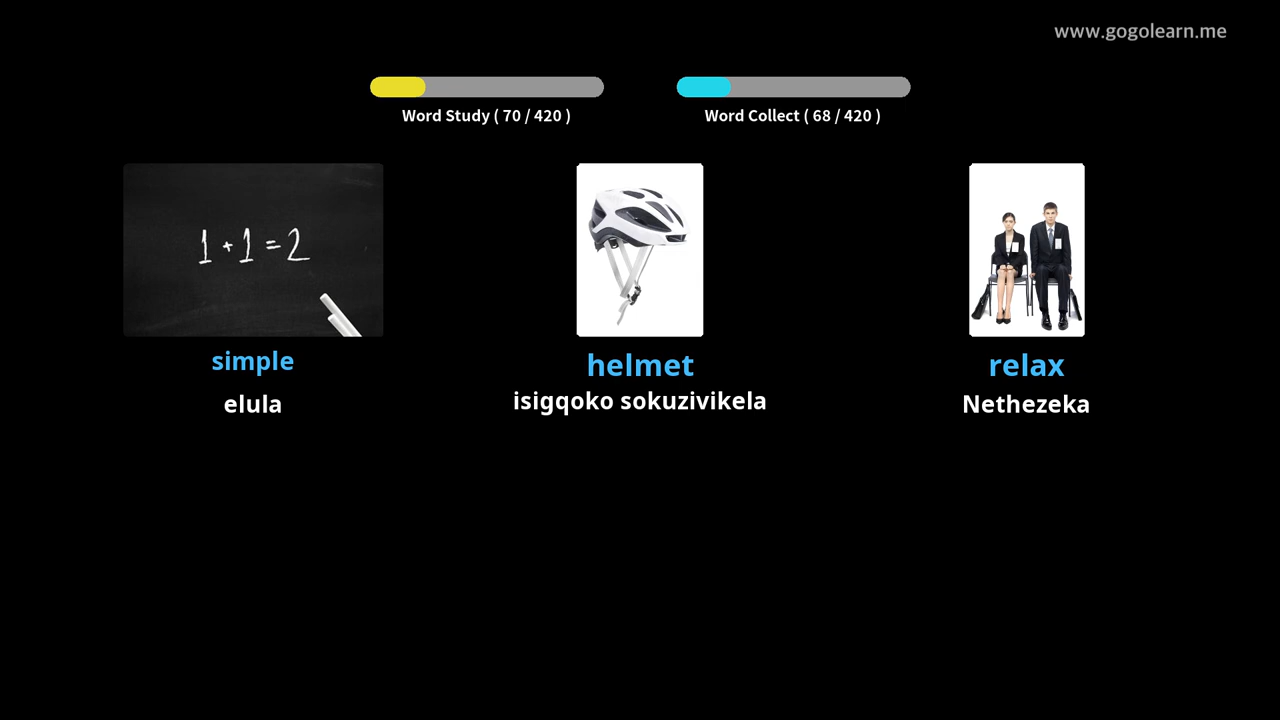 www.gogolearn.me
Word Study ( 70 / 420 )
Word Collect ( 68 / 420 )
1 + 1 = 2
simple
helmet
relax
elula
isigqoko sokuzivikela
Nethezeka